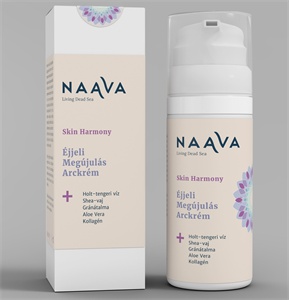 NAAVA
Living Dead Sea
Skin Harmony
Éjjeli
Megújulás
Arckrém
+ Holt-tengeri víz
Shea-vaj
Gránátalma
Aloe Vera
Kollagén
NAAVA
Living Dead Sea
Skin Harmony
Éjjeli
Megújulás
Arckrém
+ Holt-tengeri víz
Shea-vaj
Gránátalma
Aloe Vera
Kollagén